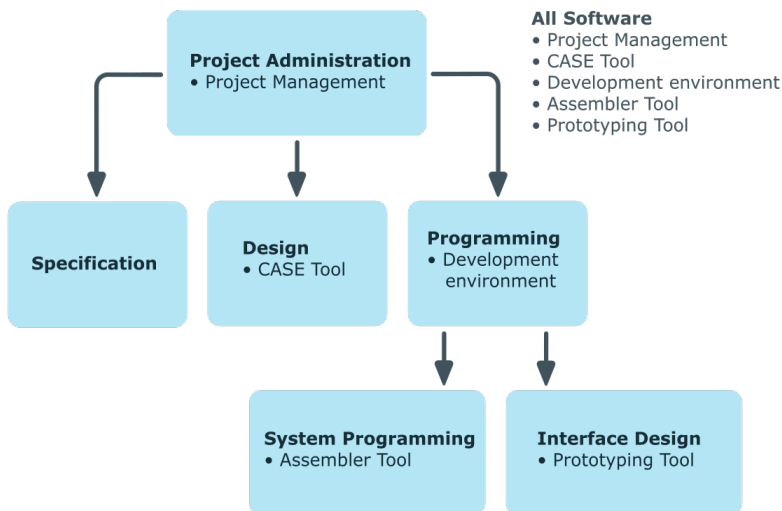 All Software
• Project Management
• CASE Tool
• Development environment
• Assembler Tool
• Prototyping Tool
Project Administration
• Project Management
Specification
Design
• CASE Tool
Programming
• Development
environment
System Programming
• Assembler Tool
Interface Design
• Prototyping Tool